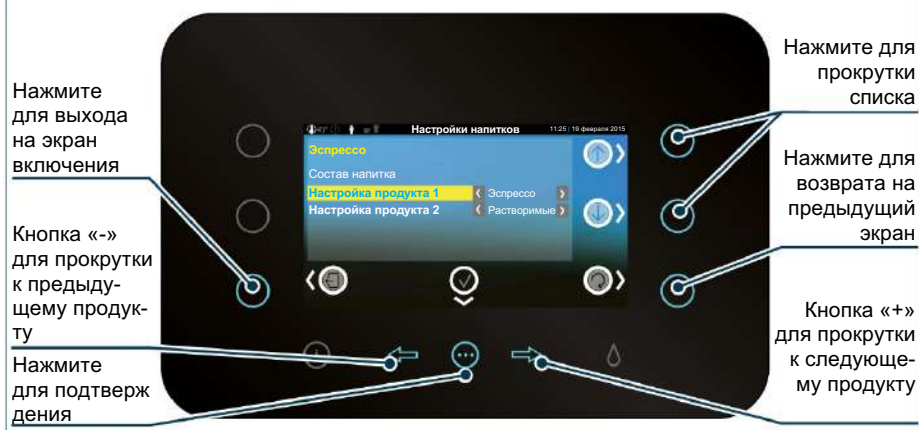 Нажмите
для выхода
на экран
включения
Кнопка «-»
для прокрутки
к предыду-
щему продук-
ту
Нажмите
для подтверж
дения
Настройки напитков
11:25 | 19 февраля 2015
Эспрессо
Состав напитка
Настройка продукта 1 Эспрессо
Настройка продукта 2 Растворимые
Нажмите для
прокрутки
списка
Нажмите для
возврата на
предыдущий
экран
Кнопка «+»
для прокрутки
к следующе-
му продукту